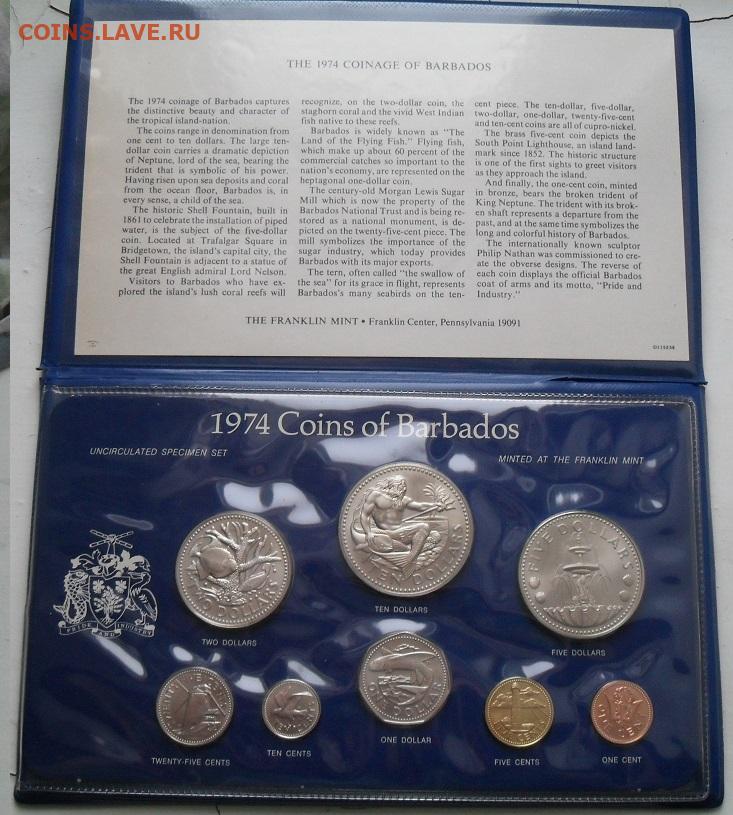 COINS.LAVE.RU
THE 1974 COINAGE OF BARBADOS
The 1974 coinage of Barbados captures
the distinctive beauty and character of
the tropical island-nation.
The coins range in denomination from
one cent to ten dollars. The large ten-
dollar coin carries a dramatic depiction
of Neptune, lord of the sea, bearing the
trident that is symbolic of his power.
Having risen upon sea deposits and coral
from the ocean floor, Barbados is, in
every sense, a child of the sea.
The historic Shell Fountain, built in
1861 to celebrate the installation of piped
water, is the subject of the five-dollar
coin. Located at Trafalgar Square in
Bridgetown, the island's capital city, the
Shell Fountain is adjacent to a statue of
the great English admiral Lord Nelson.
Visitors to Barbados who have ex-
plored the island's lush coral reefs will
recognize, on the two-dollar coin, the
staghorn coral and the vivid West Indian
fish native to these reefs.
Barbados is widely known as "The
Land of the Flying Fish." Flying fish,
which make up about 60 percent of the
commercial catches so important to the
nation's economy, are represented on the
heptagonal one-dollar coin.
The century-old Morgan Lewis Sugar
Mill which is now the property of the
Barbados National Trust and is being re-
stored as a national monument, is de-
picted on the twenty-five-cent piece. The
mill symbolizes the importance of the
sugar industry, which today provides
Barbados with its major exports.
The tern, often called "the swallow of
the sea" for its grace in flight, represents
Barbados's many seabirds on the ten-
cent piece. The ten-dollar, five-dollar,
two-dollar, one-dollar, twenty-five-cent
and ten-cent coins are all of cupro-nickel.
The brass five-cent coin depicts the
South Point Lighthouse, an island land-
mark since 1852. The historic structure
is one of the first sights to greet visitors
as they approach the island.
And finally, the one-cent coin, minted
in bronze, bears the broken trident of
King Neptune. The trident with its brok-
en shaft represents a departure from the
past, and at the same time symbolizes the
long and colorful history of Barbados.
The internationally known sculptor
Philip Nathan was commissioned to cre-
ate the obverse designs. The reverse of
each coin displays the official Barbados
coat of arms and its motto, "Pride and
Industry."
THE FRANKLIN MINT • Franklin Center, Pennsylvania 19091
1974 Coins of Barbados
UNCIRCULATED SPECIMEN SET
MINTED AT THE FRANKLIN MINT
PRIDE AND INDUSTRY
TWO DOLLARS
TWO DOLLARS
TEN DOLLARS
TEN DOLLARS
FIVE DOLLARS
FIVE DOLLARS
TWENTY-FIVE CENTS
TEN CENTS
ONE DOLLAR
ONE DOLLAR
FIVE CENTS
ONE CENT